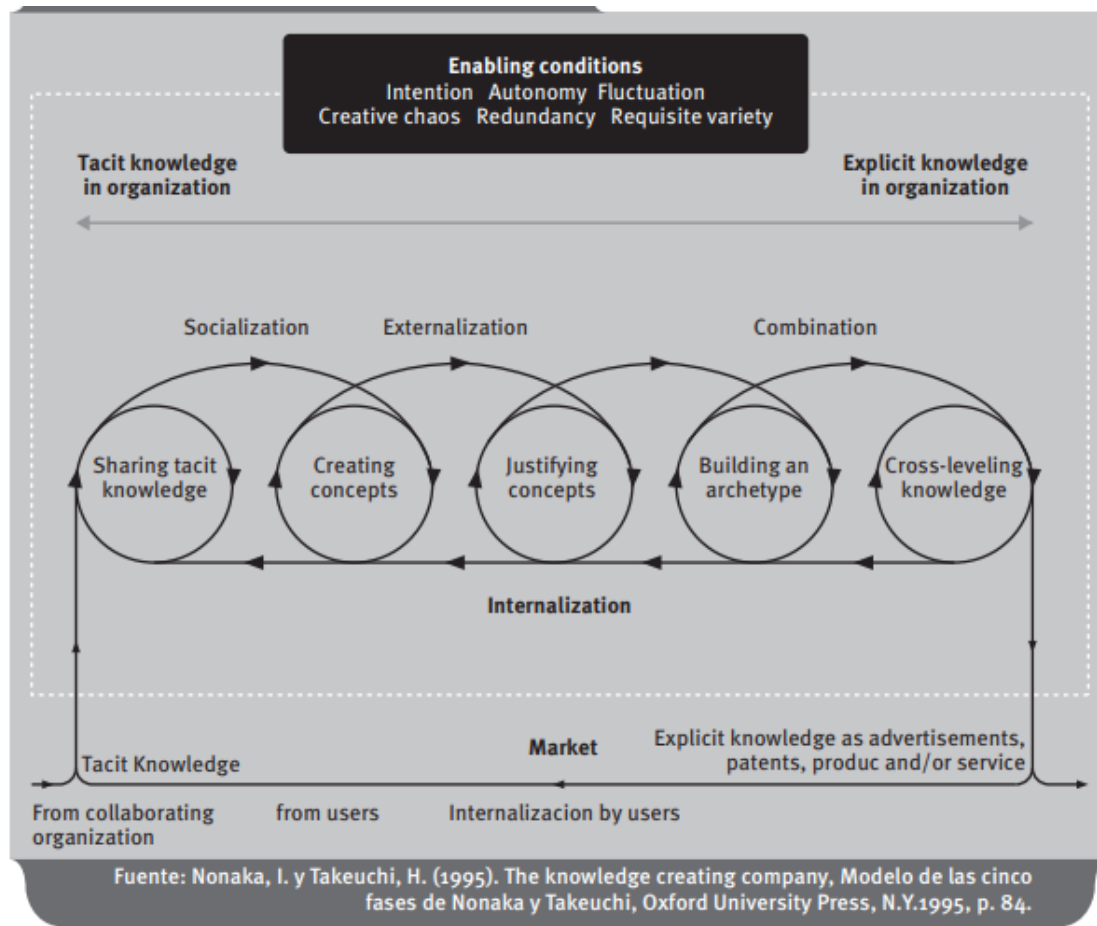 Enabling conditions
Intention Autonomy Fluctuation
Creative chaos Redundancy Requisite variety
Tacit knowledge
in organization
Explicit knowledge
in organization
Socialization
Externalization
Combination
Sharing tacit
knowledge
Creating
concepts
Justifying
concepts
Building an
archetype
Cross-leveling
knowledge
Internalization
Market
Explicit knowledge as advertisements,
patents, produc and/or service
Tacit Knowledge
From collaborating
organization
from users
Internalizacion by users
Fuente: Nonaka, I. y Takeuchi, H. (1995). The knowledge creating company, Modelo de las cinco
fases de Nonaka y Takeuchi, Oxford University Press, N.Y.1995, p. 84.